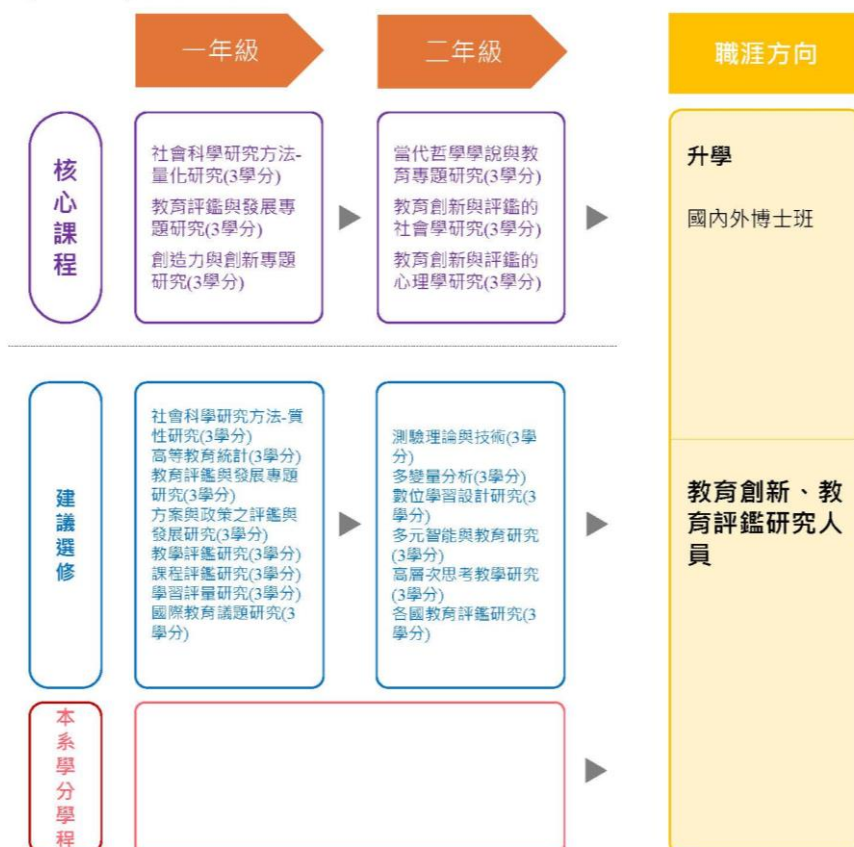 一年級
二年級
職涯方向
核心課程
社會科學研究方法-
量化研究(3學分)
教育評鑑與發展專
題研究(3學分)
創造力與創新專題
研究(3學分)
當代哲學學說與教
育專題研究(3學分)
教育創新與評鑑的
社會學研究(3學分)
教育創新與評鑑的
心理學研究(3學分)
升學
國內外博士班
建議選修
社會科學研究方法-質
性研究(3學分)
高等教育統計(3學分)
教育評鑑與發展專題
研究(3學分)
方案與政策之評鑑與
發展研究(3學分)
教學評鑑研究(3學分)
課程評鑑研究(3學分)
學習評量研究(3學分)
國際教育議題研究(3
學分)
測驗理論與技術(3學
分)
多變量分析(3學分)
數位學習設計研究(3
學分)
多元智能與教育研究
(3學分)
高層次思考教學研究
(3學分)
各國教育評鑑研究(3
學分)
教育創新、教
育評鑑研究人
員
本系學分學程